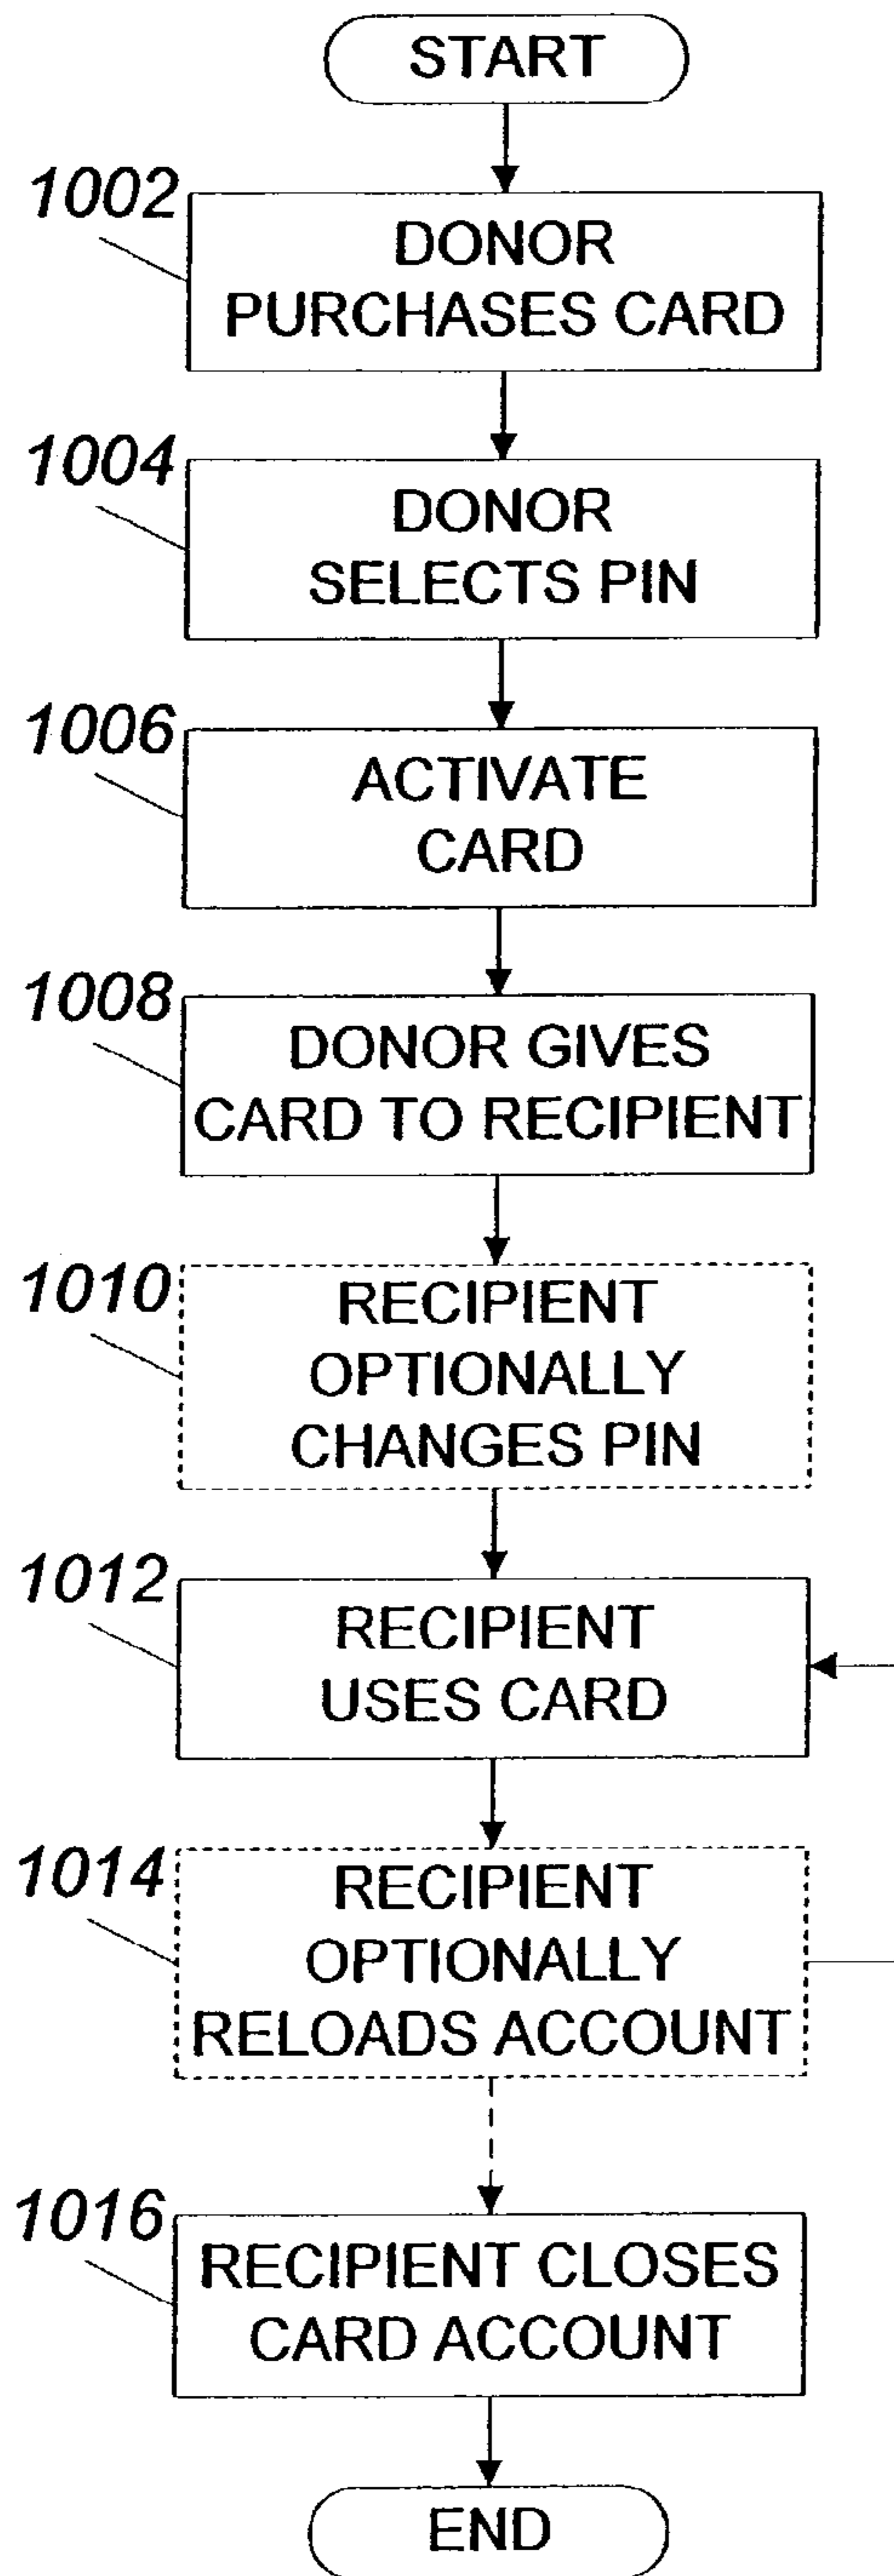 START
1002
DONOR
PURCHASES CARD
1004
DONOR
SELECTS PIN
1006
ACTIVATE
CARD
1008
DONOR GIVES
CARD TO RECIPIENT
1010
RECIPIENT
OPTIONALLY
CHANGES PIN
1012
RECIPIENT
USES CARD
1014
RECIPIENT
OPTIONALLY
RELOADS ACCOUNT
1016
RECIPIENT CLOSES
CARD ACCOUNT
END